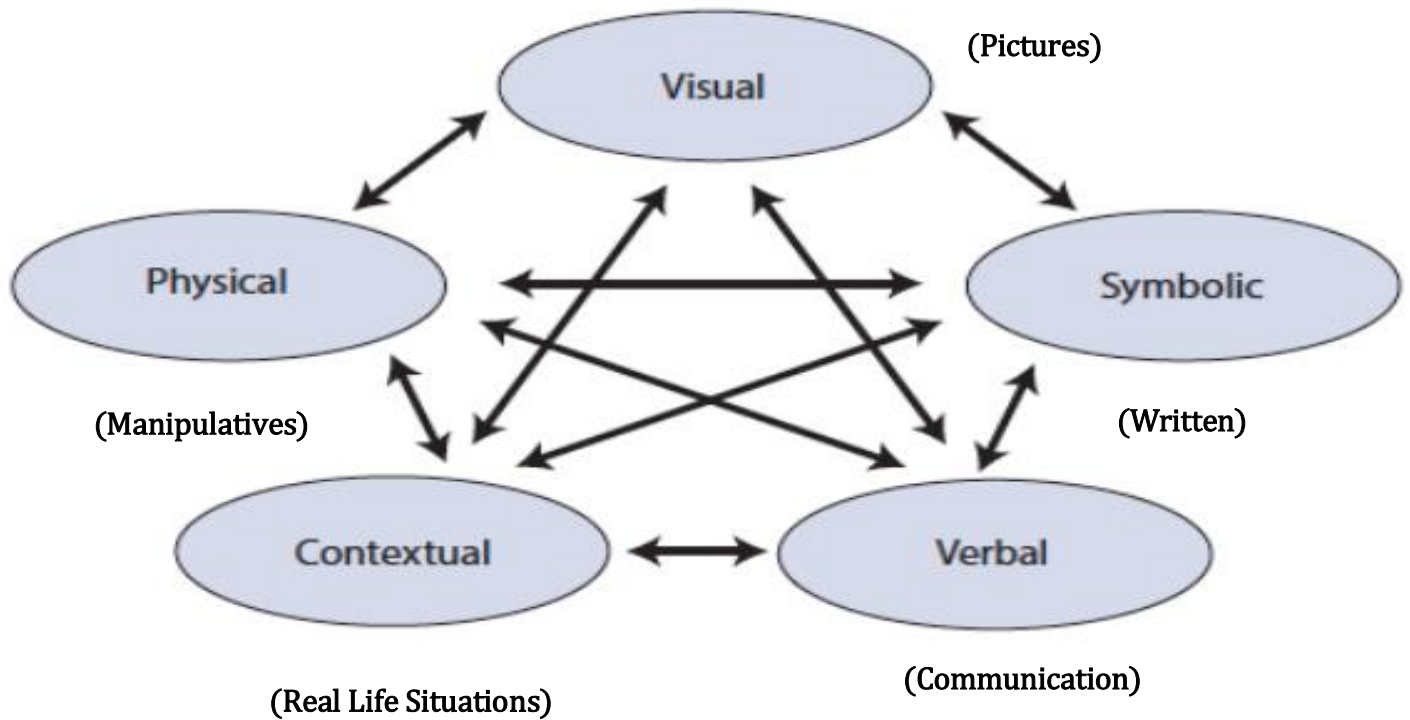 (Pictures)
Visual
Physical
Symbolic
(Manipulatives)
(Written)
Contextual
Verbal
(Communication)
(Real Life Situations)